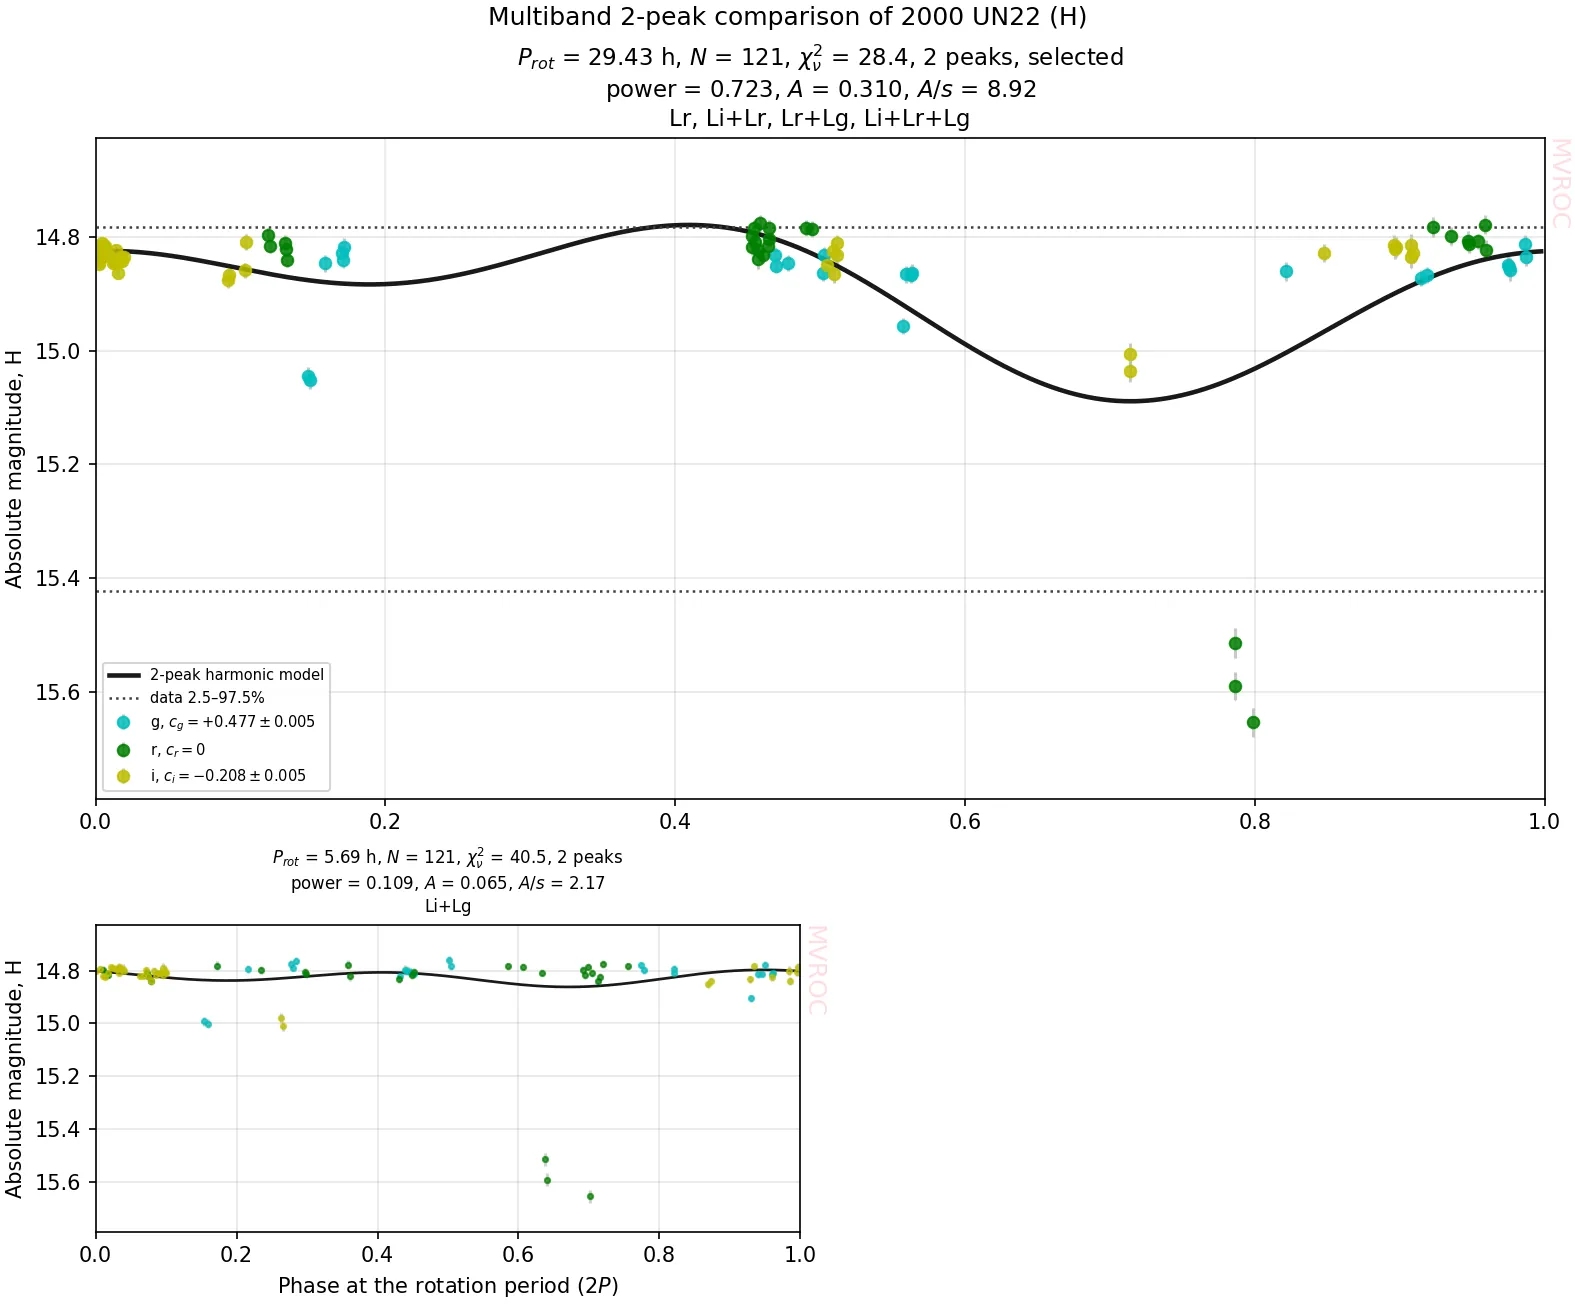 Multiband 2-peak comparison of 2000 UN22 (H)
P_rot = 29.43 h, N = 121, χ²_ν = 28.4, 2 peaks, selected
power = 0.723, A = 0.310, A/s = 8.92
Lr, Li+Lr, Lr+Lg, Li+Lr+Lg
MVROC
Absolute magnitude, H
14.8
15.0
15.2
15.4
15.6
2-peak harmonic model
data 2.5–97.5%
g, c_g = +0.477 ± 0.005
r, c_r = 0
i, c_i = −0.208 ± 0.005
0.0 0.2 0.4 0.6 0.8 1.0
P_rot = 5.69 h, N = 121, χ²_ν = 40.5, 2 peaks
power = 0.109, A = 0.065, A/s = 2.17
Li+Lg
MVROC
Absolute magnitude, H
14.8
15.0
15.2
15.4
15.6
0.0 0.2 0.4 0.6 0.8 1.0
Phase at the rotation period (2P)